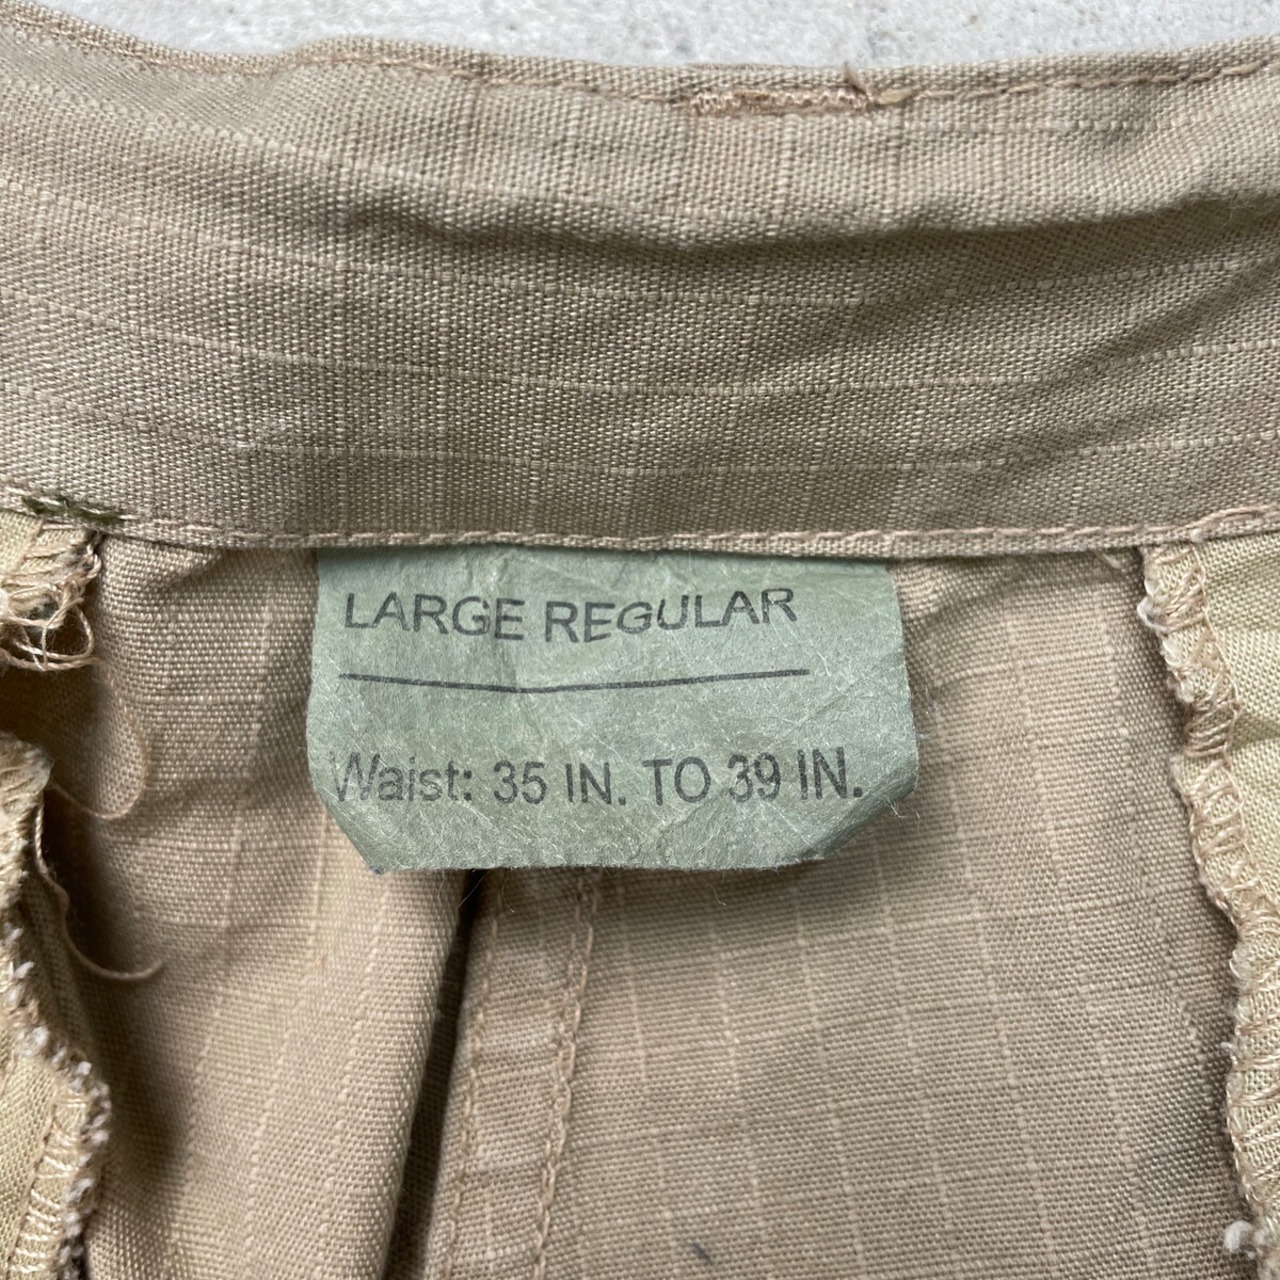 LARGE REGULAR
Waist: 35 IN. TO 39 IN.